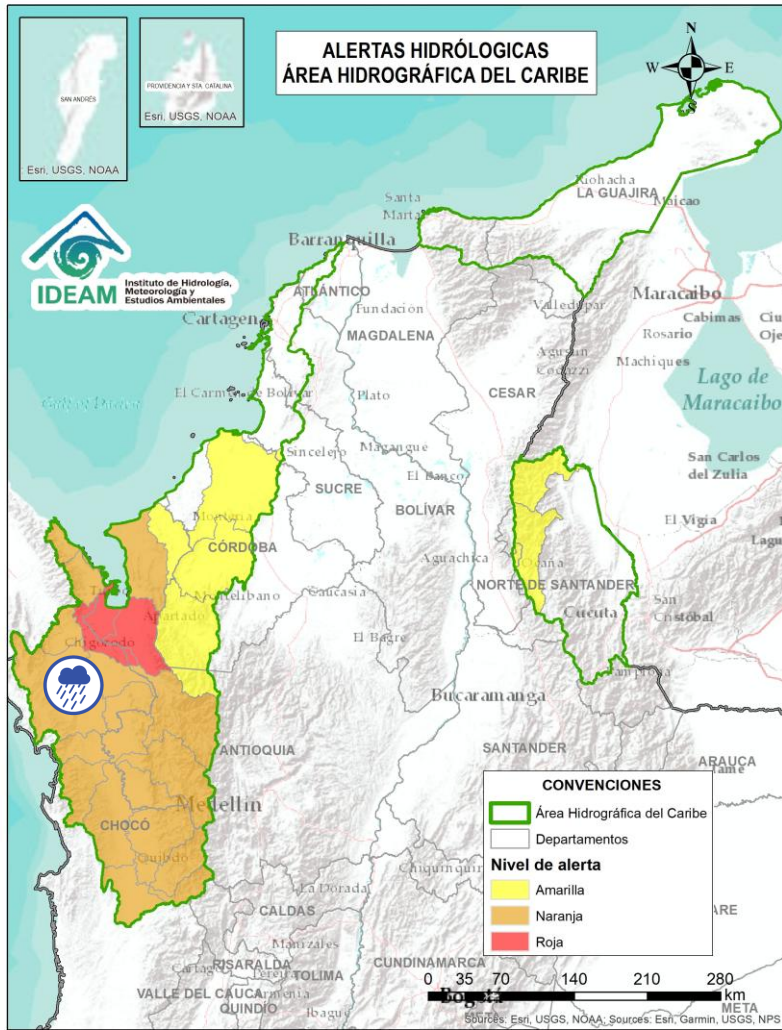 ALERTAS HIDRÓLOGICAS
ÁREA HIDROGRÁFICA DEL CARIBE
N
W
E
S
SAN ANDRÉS
PROVIDENCIA Y STA. CATALINA
Esri, USGS, NOAA
: Esri, USGS, NOAA
IDEAM
Instituto de Hidrología,
Meteorología y
Estudios Ambientales
Riohacha
LA GUAJIRA
Maicao
Santa
Marta
Barranquilla
ATLÁNTICO
Cartagena
Fundación
MAGDALENA
Valledupar
Maracaibo
Cabimas
Rosario
Machiques
Lago de
Maracaibo
CESAR
El Carmen de Bolívar
Plato
Sincelejo
Magangue
El Banco
SUCRE
BOLÍVAR
San Carlos
del Zulia
El Vigía
Montería
CÓRDOBA
Aguachica
Ocaña
NORTE DE SANTANDER
Montelíbano
Caucasia
Apartado
Cucuta
San
Cristóbal
Chigorodo
El Bagre
Bucaramanga
ANTIOQUIA
SANTANDER
ARAUCA
Medellín
CHOCÓ
Quibdó
La Dorada
CALDAS
Manizales
CUNDINAMARCA
RISARALDA
Pereira
TOLIMA
VALLE DEL CAUCA
Armenia
QUINDÍO
Ibague
Bogotá
META
META
CONVENCIONES
Área Hidrográfica del Caribe
Departamentos
Nivel de alerta
Amarilla
Naranja
Roja
0 35 70 140 210 280
km
Sources: Esri, USGS, NOAA; Sources: Esri, Garmin, USGS, NPS